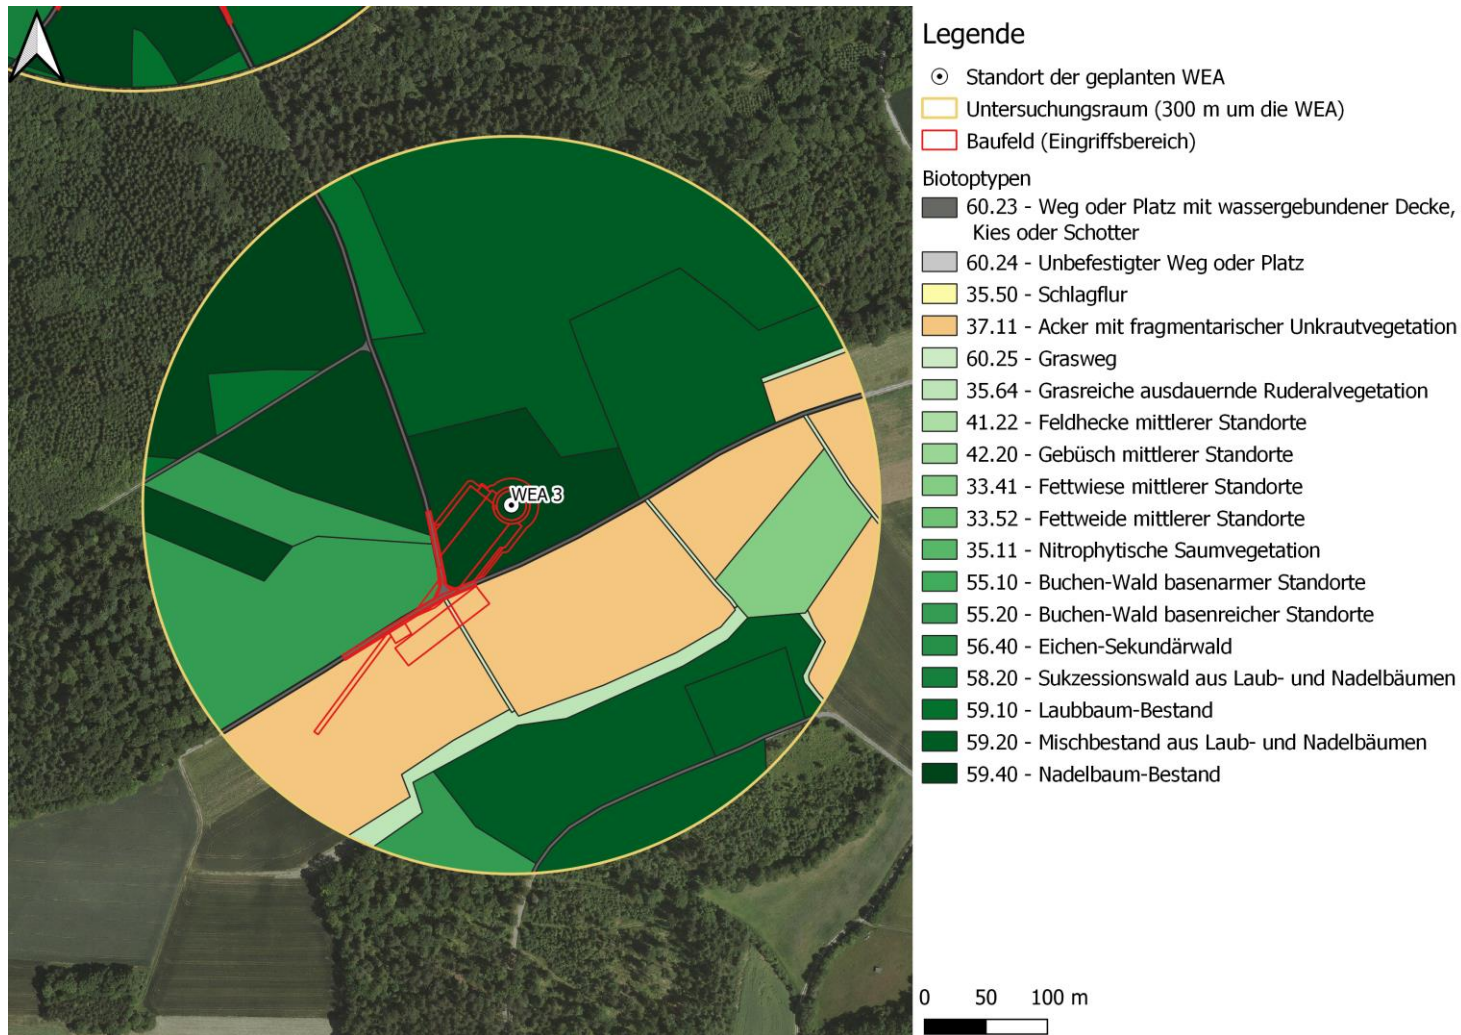 WEA 3
Legende
Standort der geplanten WEA
Untersuchungsraum (300 m um die WEA)
Baufeld (Eingriffsbereich)
Biotoptypen
60.23 - Weg oder Platz mit wassergebundener Decke,
Kies oder Schotter
60.24 - Unbefestigter Weg oder Platz
35.50 - Schlagflur
37.11 - Acker mit fragmentarischer Unkrautvegetation
60.25 - Grasweg
35.64 - Grasreiche ausdauernde Ruderalvegetation
41.22 - Feldhecke mittlerer Standorte
42.20 - Gebüsch mittlerer Standorte
33.41 - Fettwiese mittlerer Standorte
33.52 - Fettweide mittlerer Standorte
35.11 - Nitrophytische Saumvegetation
55.10 - Buchen-Wald basenarmer Standorte
55.20 - Buchen-Wald basenreicher Standorte
56.40 - Eichen-Sekundärwald
58.20 - Sukzessionswald aus Laub- und Nadelbäumen
59.10 - Laubbaum-Bestand
59.20 - Mischbestand aus Laub- und Nadelbäumen
59.40 - Nadelbaum-Bestand
0 50 100 m